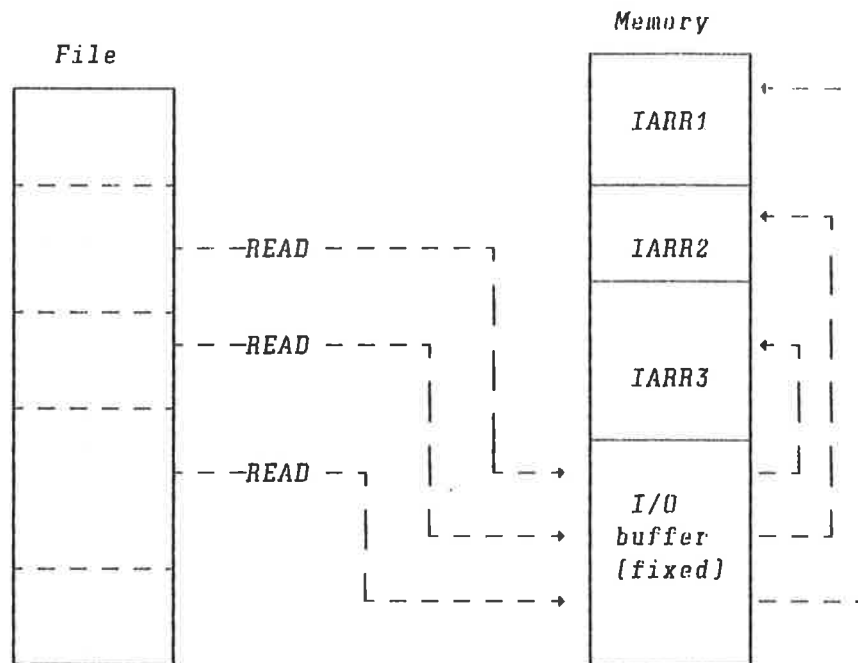 Memory
File
IARR1
READ
IARR2
READ
IARR3
READ
I/O
buffer
(fixed)